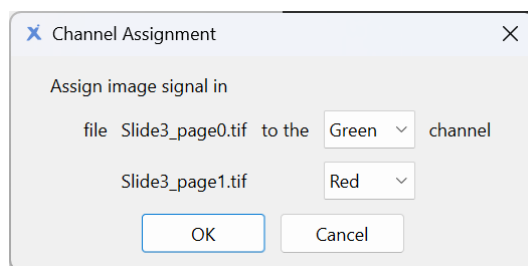 Channel Assignment
Assign image signal in
file Slide3_page0.tif to the Green channel
Slide3_page1.tif Red
OK Cancel